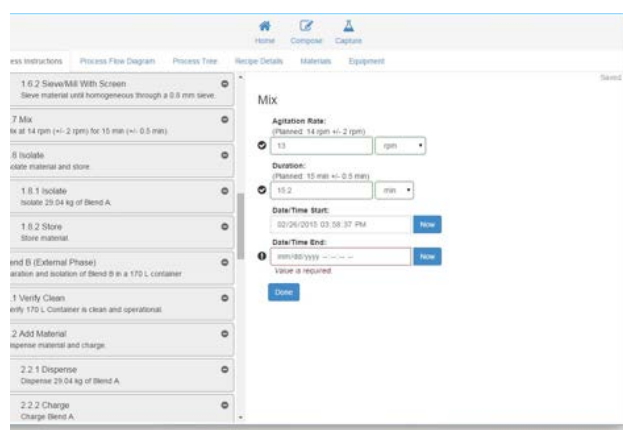 Home Compose Capture
ess Instructions Process Flow Diagram Process Tree Recipe Details Materials Equipment
Saved
1.6.2 Sieve/Mill With Screen
Sieve material until homogeneous through a 0.6 mm sieve.
.7 Mix
ix at 14 rpm (+/- 2 rpm) for 15 min (+/- 0.5 min).
.8 Isolate
olate material and store.
1.8.1 Isolate
Isolate 29.04 kg of Blend A.
1.8.2 Store
Store material.
end B (External Phase)
aration and isolation of Blend B in a 170 L container
.1 Verify Clean
erify 170 L Container is clean and operational.
.2 Add Material
ispense material and charge.
2.2.1 Dispense
Dispense 29.04 kg of Blend A.
2.2.2 Charge
Charge Blend A.
Mix
Agitation Rate:
(Planned: 14 rpm +/- 2 rpm)
13 rpm
Duration:
(Planned: 15 min +/- 0.5 min)
15.2 min
Date/Time Start:
02/26/2015 03:58:37 PM Now
Date/Time End:
mm/dd/yyyy --:--:-- -- Now
Value is required
Done